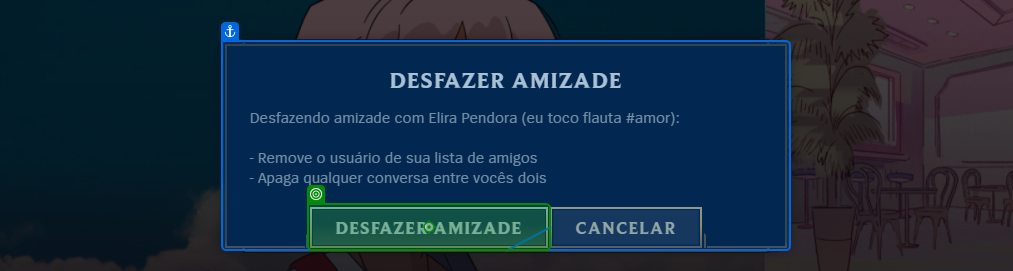 DESFAZER AMIZADE
Desfazendo amizade com Elira Pendora (eu toco flauta #amor):
- Remove o usuário de sua lista de amigos
- Apaga qualquer conversa entre vocês dois
DESFAZER AMIZADE
CANCELAR